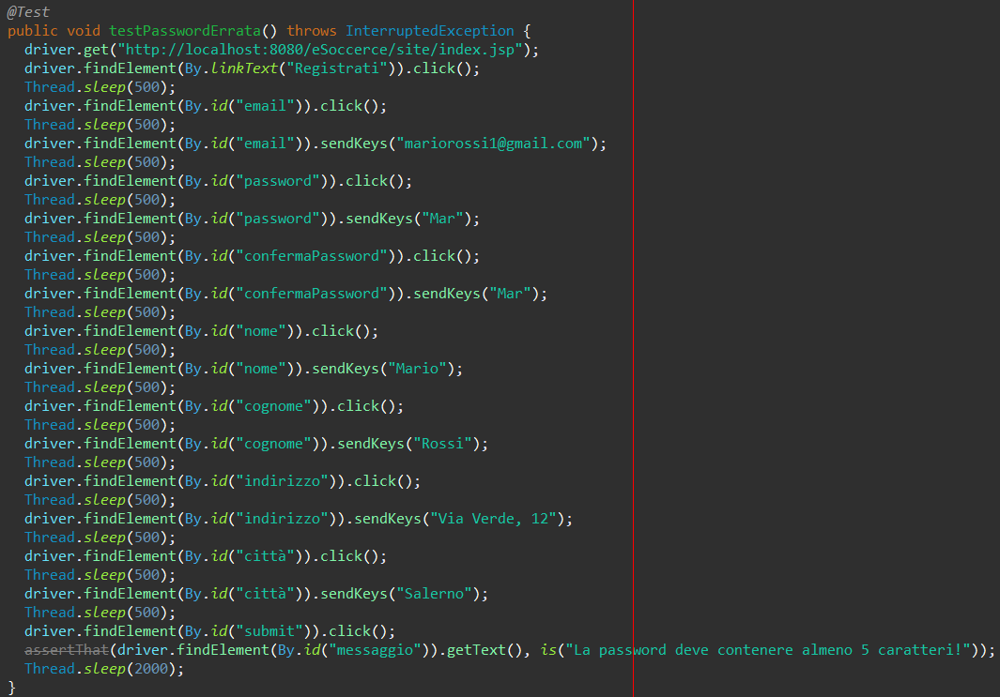 @Test
public void testPasswordErrata() throws InterruptedException {
  driver.get("http://localhost:8080/eSoccerce/site/index.jsp");
  driver.findElement(By.linkText("Registrati")).click();
  Thread.sleep(500);
  driver.findElement(By.id("email")).click();
  Thread.sleep(500);
  driver.findElement(By.id("email")).sendKeys("mariorossi1@gmail.com");
  Thread.sleep(500);
  driver.findElement(By.id("password")).click();
  Thread.sleep(500);
  driver.findElement(By.id("password")).sendKeys("Mar");
  Thread.sleep(500);
  driver.findElement(By.id("confermaPassword")).click();
  Thread.sleep(500);
  driver.findElement(By.id("confermaPassword")).sendKeys("Mar");
  Thread.sleep(500);
  driver.findElement(By.id("nome")).click();
  Thread.sleep(500);
  driver.findElement(By.id("nome")).sendKeys("Mario");
  Thread.sleep(500);
  driver.findElement(By.id("cognome")).click();
  Thread.sleep(500);
  driver.findElement(By.id("cognome")).sendKeys("Rossi");
  Thread.sleep(500);
  driver.findElement(By.id("indirizzo")).click();
  Thread.sleep(500);
  driver.findElement(By.id("indirizzo")).sendKeys("Via Verde, 12");
  Thread.sleep(500);
  driver.findElement(By.id("città")).click();
  Thread.sleep(500);
  driver.findElement(By.id("città")).sendKeys("Salerno");
  Thread.sleep(500);
  driver.findElement(By.id("submit")).click();
  assertThat(driver.findElement(By.id("messaggio")).getText(), is("La password deve contenere almeno 5 caratteri!"));
  Thread.sleep(2000);
}